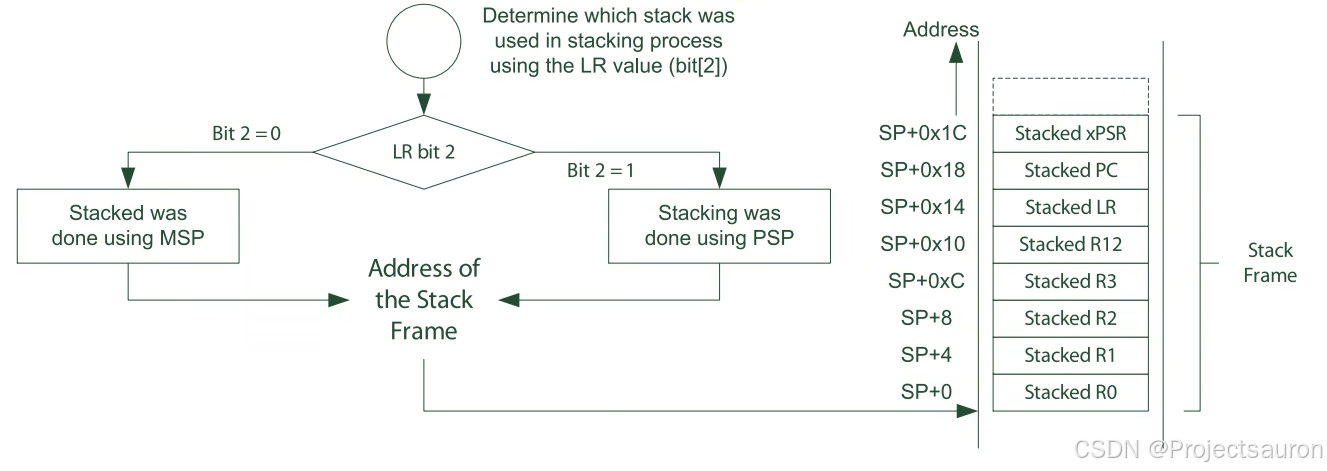 Determine which stack was
used in stacking process
using the LR value (bit[2])
Bit 2 = 0
LR bit 2
Bit 2 = 1
Stacked was
done using MSP
Stacking was
done using PSP
Address of
the Stack
Frame
Address
SP+0x1C
Stacked xPSR
SP+0x18
Stacked PC
SP+0x14
Stacked LR
SP+0x10
Stacked R12
SP+0xC
Stacked R3
SP+8
Stacked R2
SP+4
Stacked R1
SP+0
Stacked R0
Stack
Frame
CSDN @Projectsauron